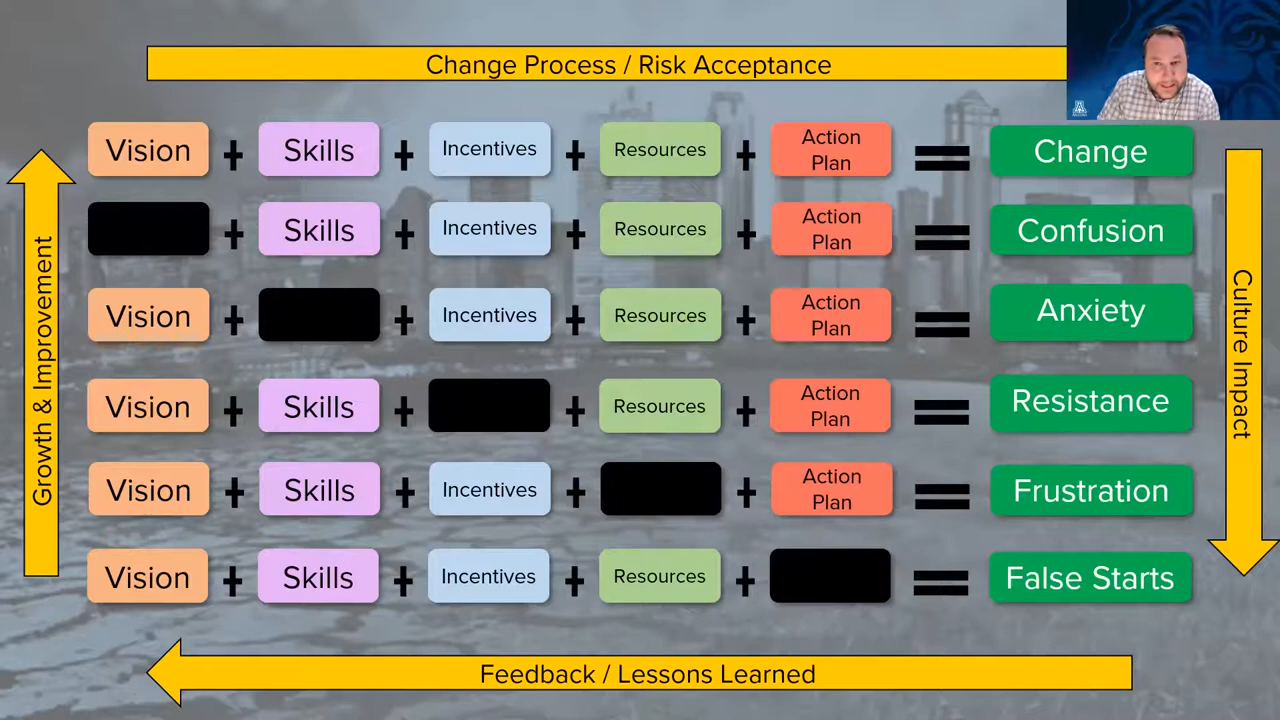 Change Process / Risk Acceptance
Vision + Skills + Incentives + Resources + Action Plan = Change
+ Skills + Incentives + Resources + Action Plan = Confusion
Vision + + Incentives + Resources + Action Plan = Anxiety
Vision + Skills + + Resources + Action Plan = Resistance
Vision + Skills + Incentives + + Action Plan = Frustration
Vision + Skills + Incentives + Resources + = False Starts
Growth & Improvement
Culture Impact
Feedback / Lessons Learned